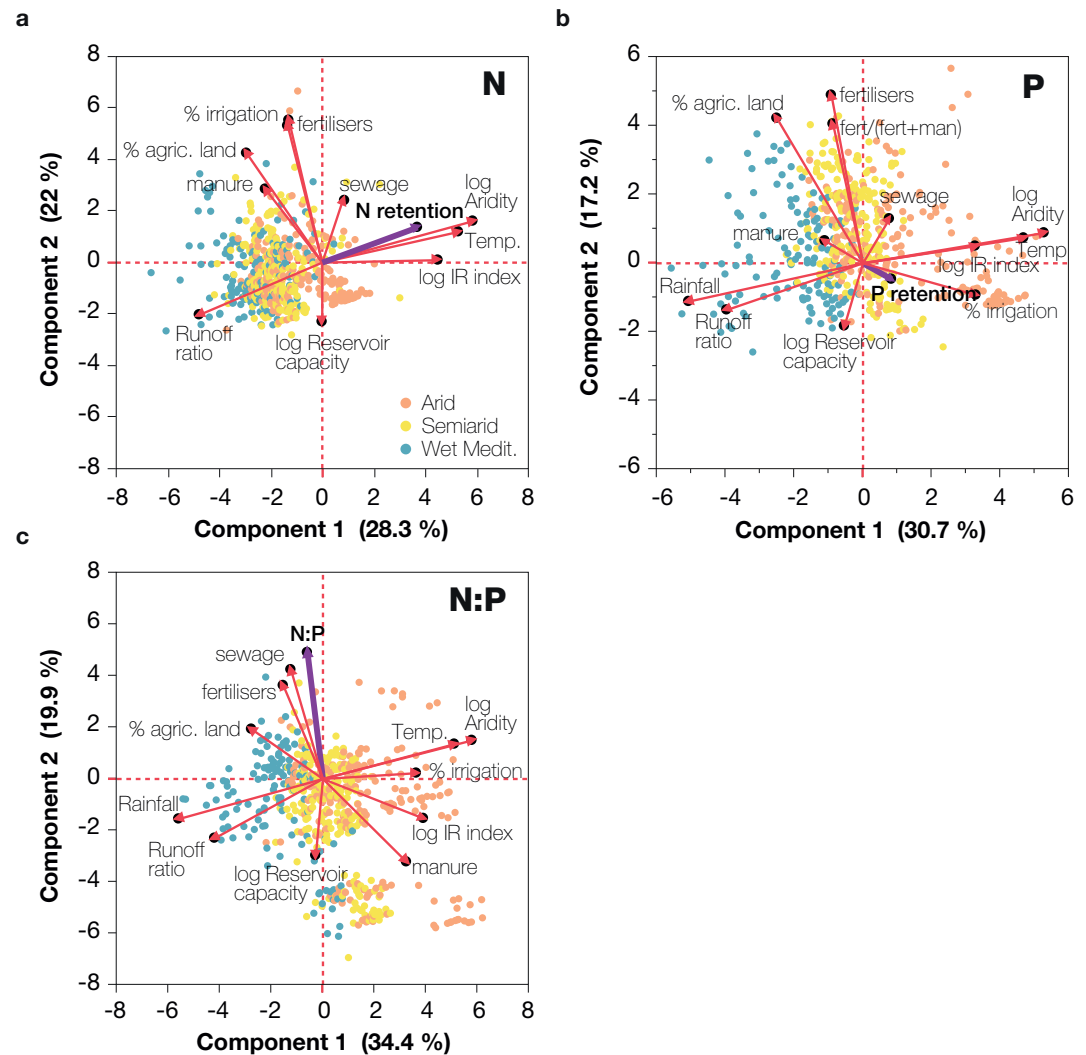 a
N
8
6
4
2
0
-2
-4
-6
-8
Component 2 (22 %)
% irrigation
fertilisers
% agric. land
manure
sewage
log
Aridity
N retention
Temp.
log IR index
Runoff
ratio
log Reservoir
capacity
Arid
Semiarid
Wet Medit.
-8
-6
-4
-2
0
2
4
6
8
Component 1 (28.3 %)
b
P
6
4
2
0
-2
-4
-6
Component 2 (17.2 %)
fertilisers
% agric. land
fert/(fert+man)
sewage
log
Aridity
manure
emp.
log IR index
Rainfall
P retention
% irrigation
Runoff
ratio
log Reservoir
capacity
-6
-4
-2
0
2
4
6
Component 1 (30.7 %)
c
N:P
8
6
4
2
0
-2
-4
-6
-8
Component 2 (19.9 %)
N:P
sewage
fertilisers
% agric. land
log
Aridity
Temp.
% irrigation
Rainfall
log IR index
Runoff
ratio
manure
log Reservoir
capacity
-8
-6
-4
-2
0
2
4
6
8
Component 1 (34.4 %)